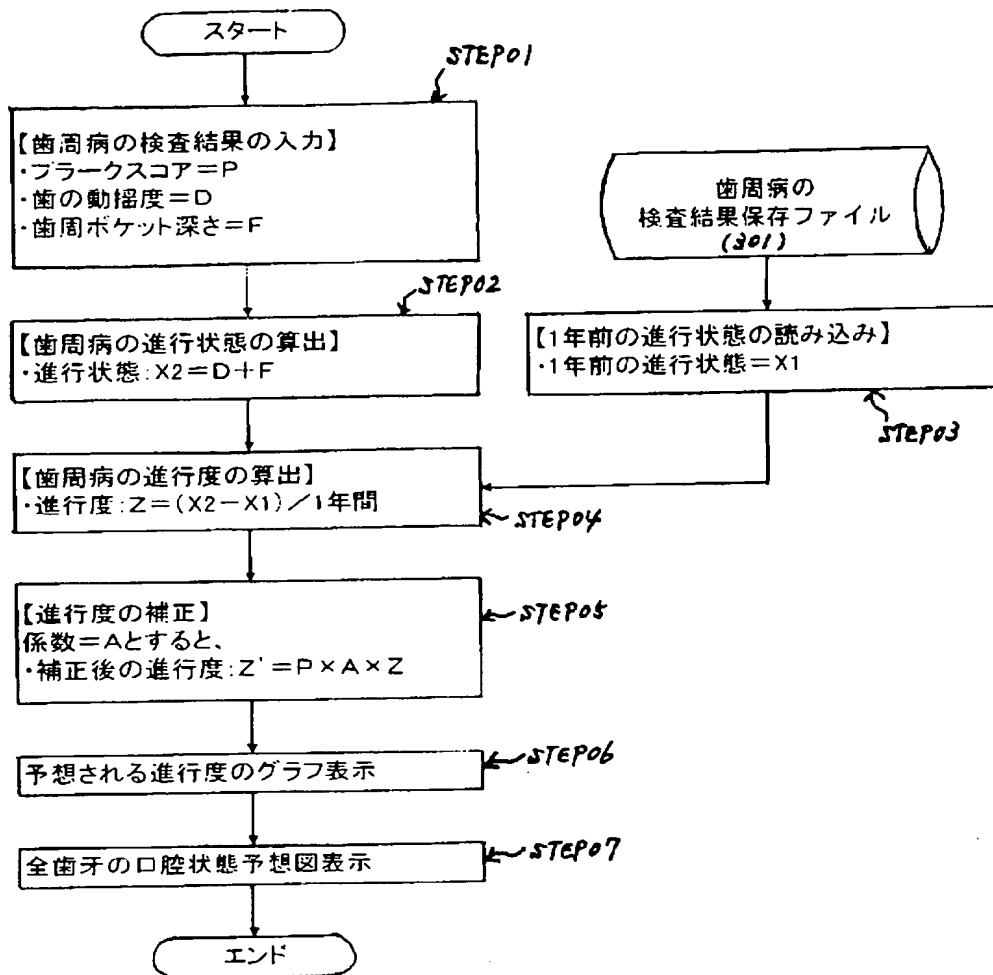 スタート
STEP01
【歯周病の検査結果の入力】
・プラークスコア=P
・歯の動揺度=D
・歯周ポケット深さ=F
歯周病の
検査結果保存ファイル
(301)
STEP02
【歯周病の進行状態の算出】
・進行状態:X2=D+F
【1年前の進行状態の読み込み】
・1年前の進行状態=X1
STEP03
【歯周病の進行度の算出】
・進行度:Z=(X2-X1)/1年間
STEP04
【進行度の補正】
係数=Aとすると、
・補正後の進行度:Z'=P×A×Z
STEP05
予想される進行度のグラフ表示
STEP06
全歯牙の口腔状態予想図表示
STEP07
エンド